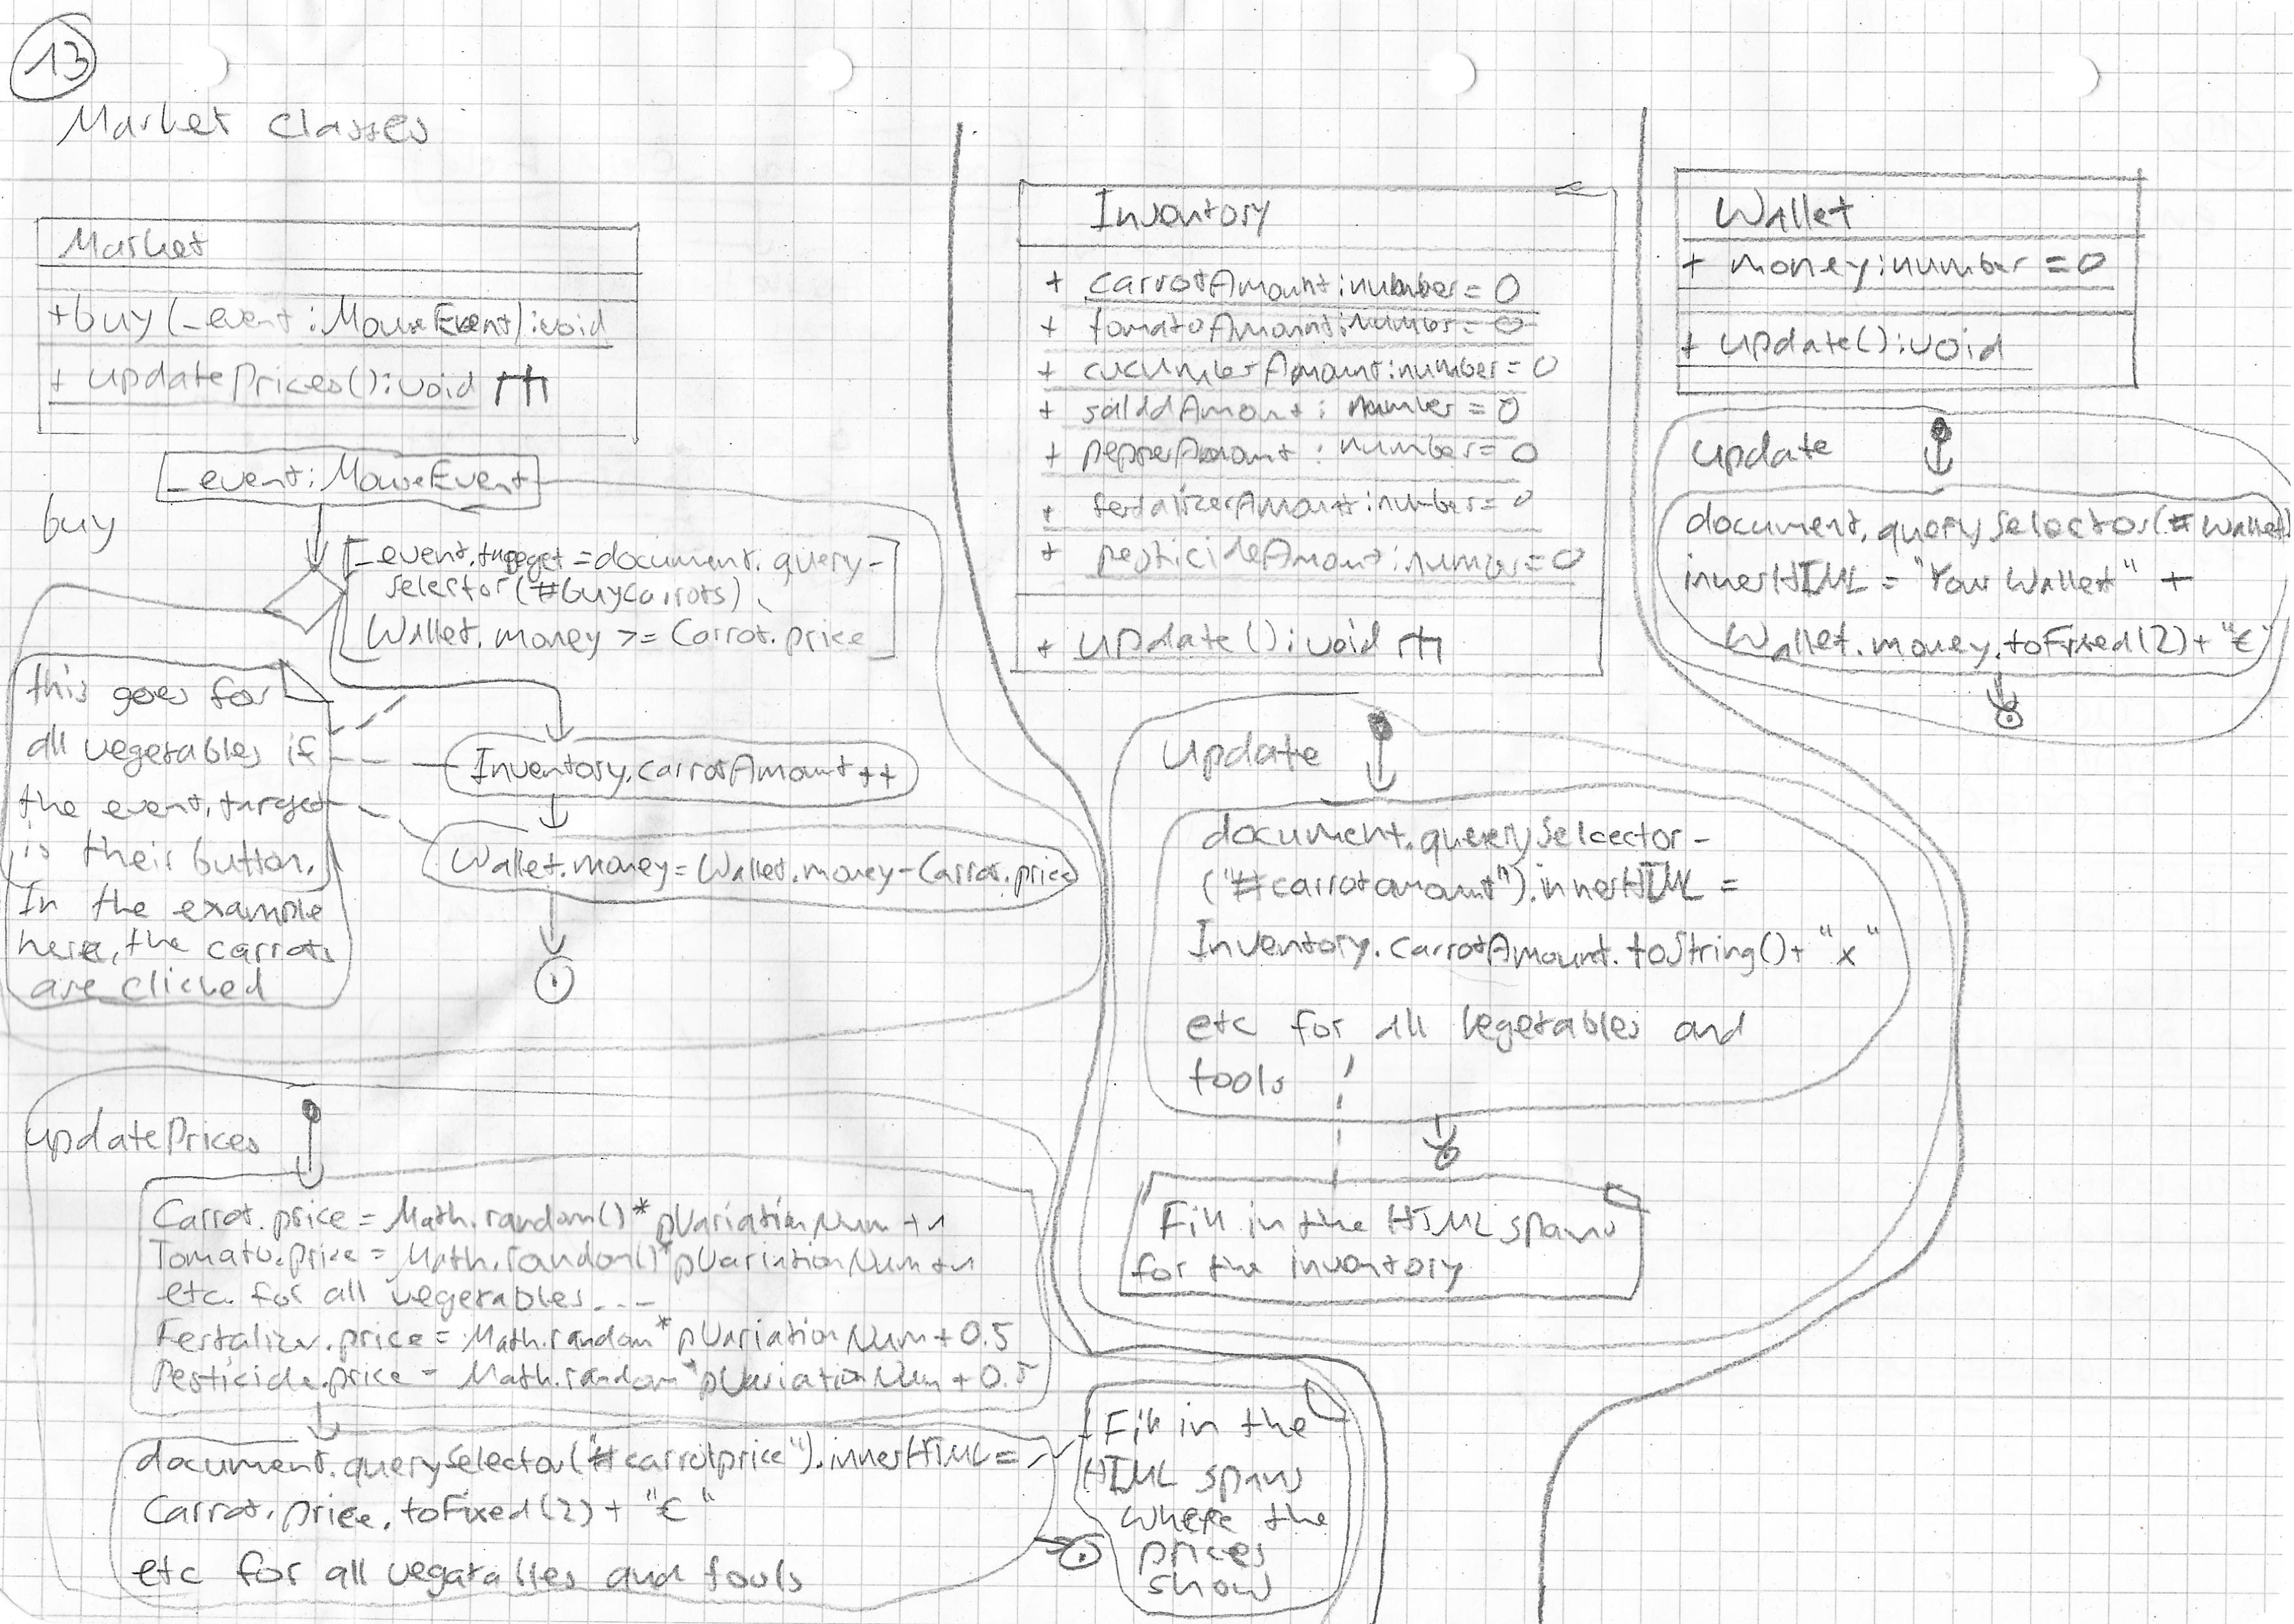 13
Market Classes
Market
+buy(_event:MouseEvent):void
+ updatePrices():void
_event:MouseEvent
buy
[_event.target=document.query-
selector(#buycarrots)
Wallet.money >= Carrot.price]
this goes for
all vegetables if
the event.target
is their button.
In the example
here, the carrots
are clicked
Inventory.carrotAmount++
Wallet.money=Wallet.money-Carrot.price
updatePrices
Carrot.price = Math.random()*pVariationNum+1
Tomato.price = Math.random()*pVariationNum+1
etc. for all vegetables...
Fertalizer.price = Math.random*pVariationNum+0.5
Pesticide.price = Math.random*pVariationNum+0.5
document.querySelector("#carrotprice").innerHTML=
Carrot.price.toFixed(2)+ "€"
etc for all vegatables and tools
Fill in the
HTML spans
where the
prices
show
Inventory
+ carrotAmount:number=0
+ tomatoAmount:number=0
+ cucumberAmount:number=0
+ saladAmount: number=0
+ pepperAmount: number=0
+ fertalizerAmount:number=0
+ pesticideAmount:number=0
+ update():void
update
document.querySelcector-
("#carrotamount").innerHTML =
Inventory.carrotAmount.toString()+ "x"
etc for all vegetables and
tools
Fill in the HTML spans
for the inventory
Wallet
+ money:number=0
+ update():void
update
document.querySelector(#wallet)
innerHTML = "Your Wallet" +
Wallet.money.toFixed(2)+"€"